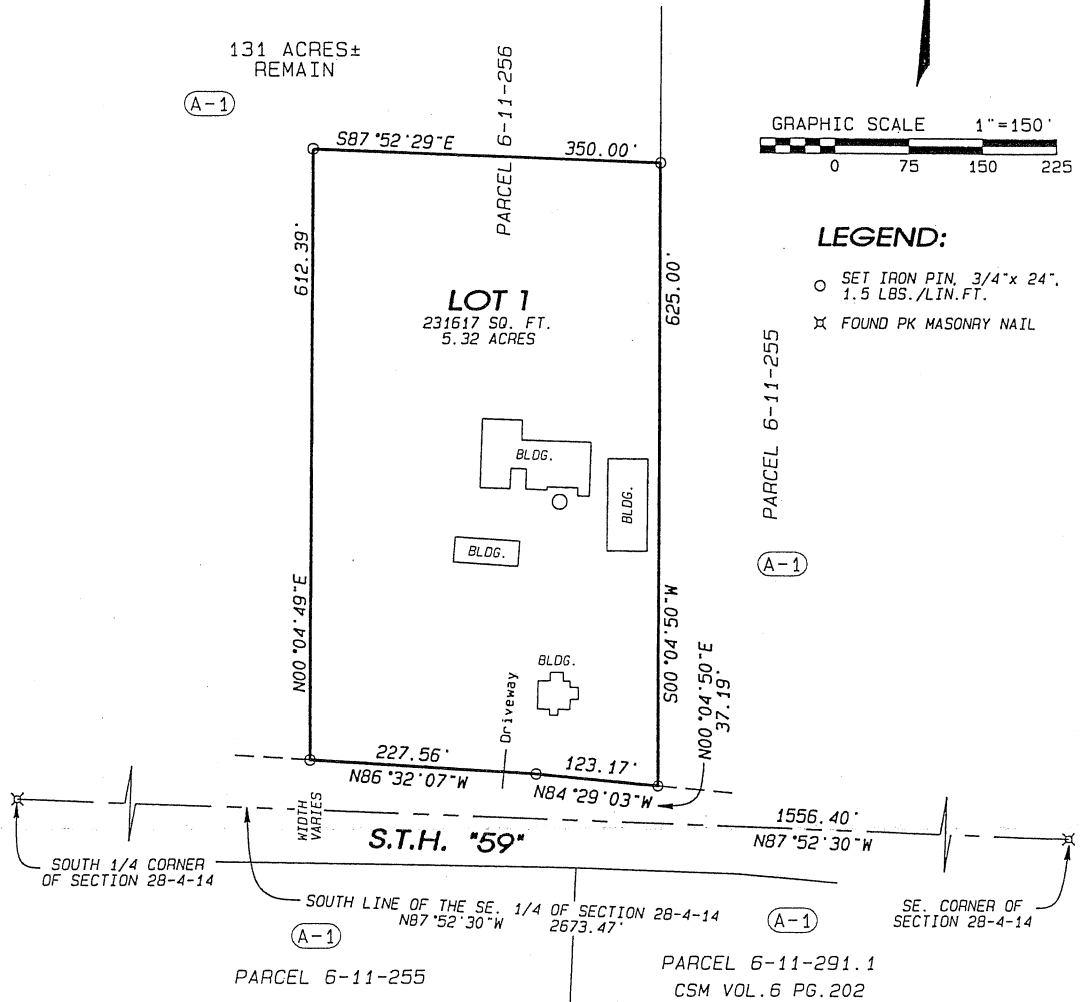 131 ACRES±
REMAIN
A-1
PARCEL 6-11-256
GRAPHIC SCALE 1"=150'
0 75 150 225
S87°52'29"E 350.00'
LEGEND:
SET IRON PIN, 3/4"x 24",
1.5 LBS./LIN.FT.
FOUND PK MASONRY NAIL
612.39'
625.00'
LOT 1
231617 SQ. FT.
5.32 ACRES
PARCEL 6-11-255
A-1
BLDG.
BLDG.
BLDG.
BLDG.
N00°04'49"E
S00°04'50"W
N00°04'50"E
37.19'
Driveway
227.56'
N86°32'07"W
123.17'
N84°29'03"W
1556.40'
N87°52'30"W
WIDTH
VARIES
S.T.H. "59"
SOUTH 1/4 CORNER
OF SECTION 28-4-14
SOUTH LINE OF THE SE. 1/4 OF SECTION 28-4-14
N87°52'30"W 2673.47'
SE. CORNER OF
SECTION 28-4-14
A-1
A-1
PARCEL 6-11-255
PARCEL 6-11-291.1
CSM VOL.6 PG.202